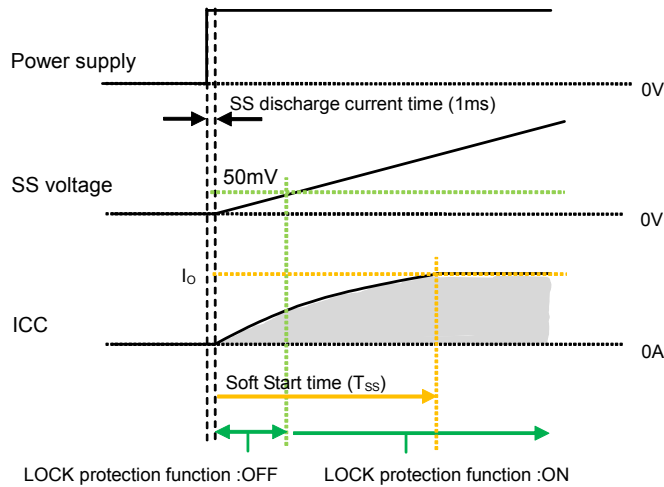 Power supply
0V
SS discharge current time (1ms)
50mV
SS voltage
0V
Io
ICC
0A
Soft Start time (Tss)
LOCK protection function :OFF
LOCK protection function :ON